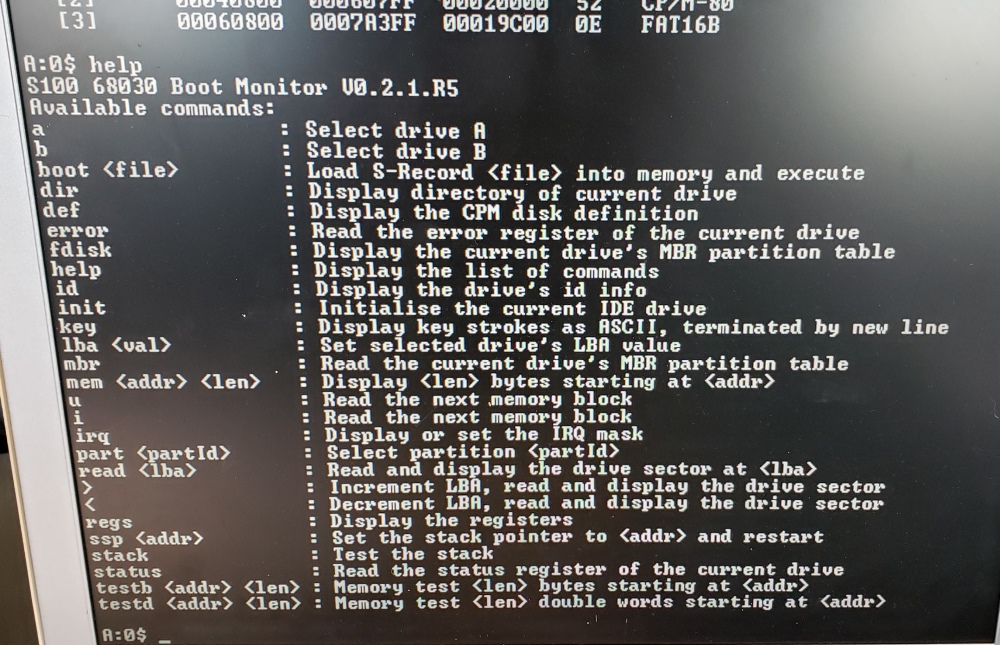 [2] 00040800 000607FF 00020000 52 CP/M-80
[3] 00060800 0007A3FF 00019C00 0E FAT16B
A:0$ help
S100 68030 Boot Monitor V0.2.1.R5
Available commands:
a : Select drive A
b : Select drive B
boot <file> : Load S-Record <file> into memory and execute
dir : Display directory of current drive
def : Display the CPM disk definition
error : Read the error register of the current drive
fdisk : Display the current drive's MBR partition table
help : Display the list of commands
id : Display the drive's id info
init : Initialise the current IDE drive
key : Display key strokes as ASCII, terminated by new line
lba <val> : Set selected drive's LBA value
mbr : Read the current drive's MBR partition table
mem <addr> <len> : Display <len> bytes starting at <addr>
u : Read the next memory block
i : Read the next memory block
irq : Display or set the IRQ mask
part <partId> : Select partition <partId>
read <lba> : Read and display the drive sector at <lba>
> : Increment LBA, read and display the drive sector
< : Decrement LBA, read and display the drive sector
regs : Display the registers
ssp <addr> : Set the stack pointer to <addr> and restart
stack : Test the stack
status : Read the status register of the current drive
testb <addr> <len> : Memory test <len> bytes starting at <addr>
testd <addr> <len> : Memory test <len> double words starting at <addr>
A:0$ _